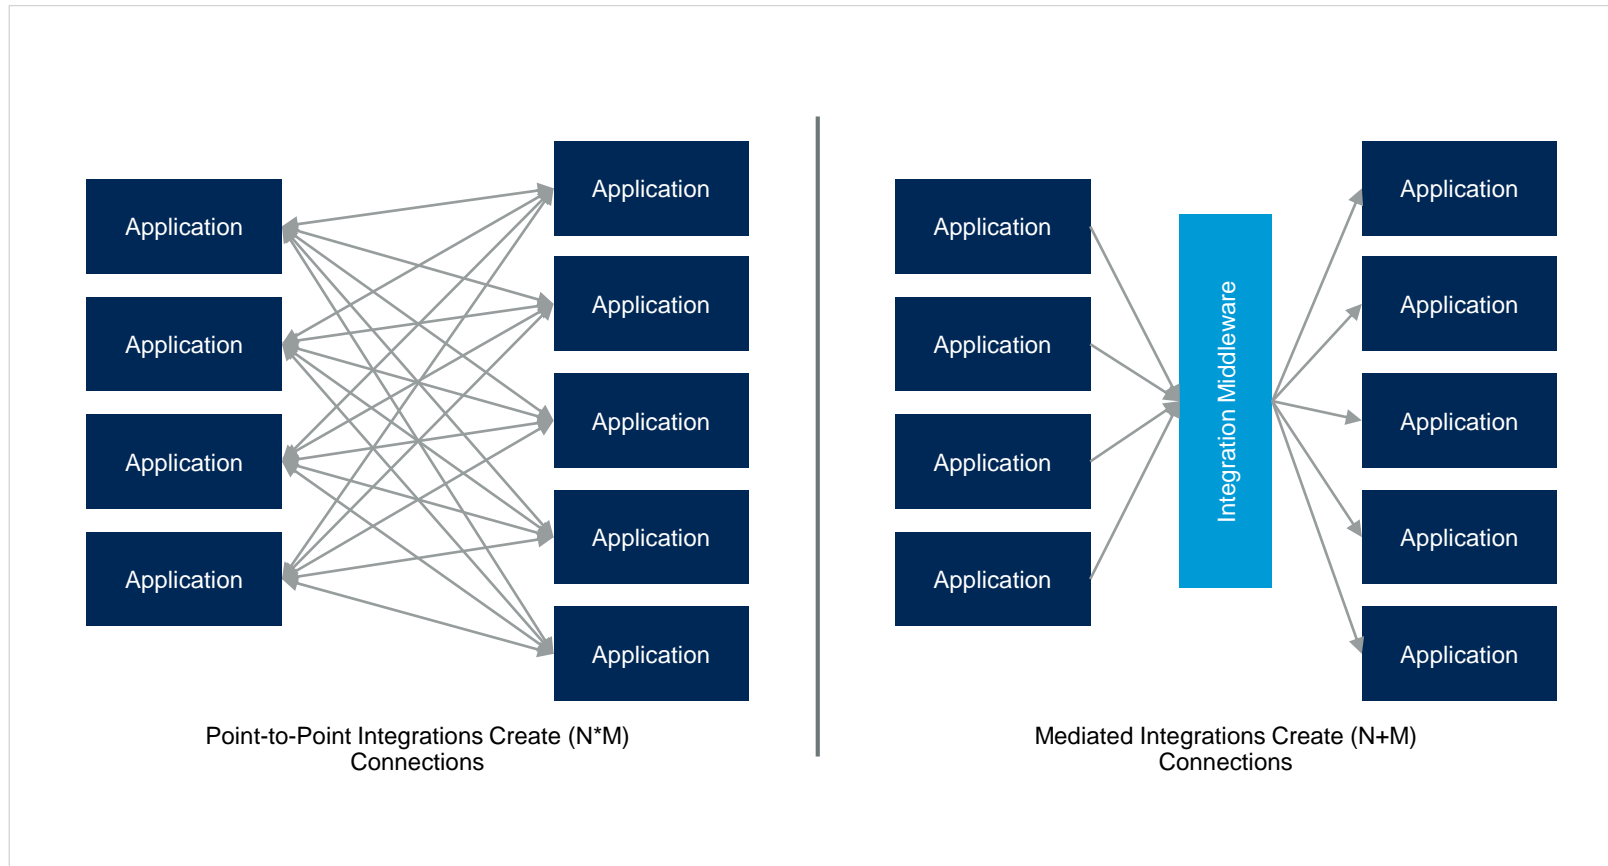 Application
Application
Application
Application
Application
Application
Application
Application
Application
Point-to-Point Integrations Create (N*M)
Connections
Application
Application
Application
Application
Integration Middleware
Application
Application
Application
Application
Application
Mediated Integrations Create (N+M)
Connections